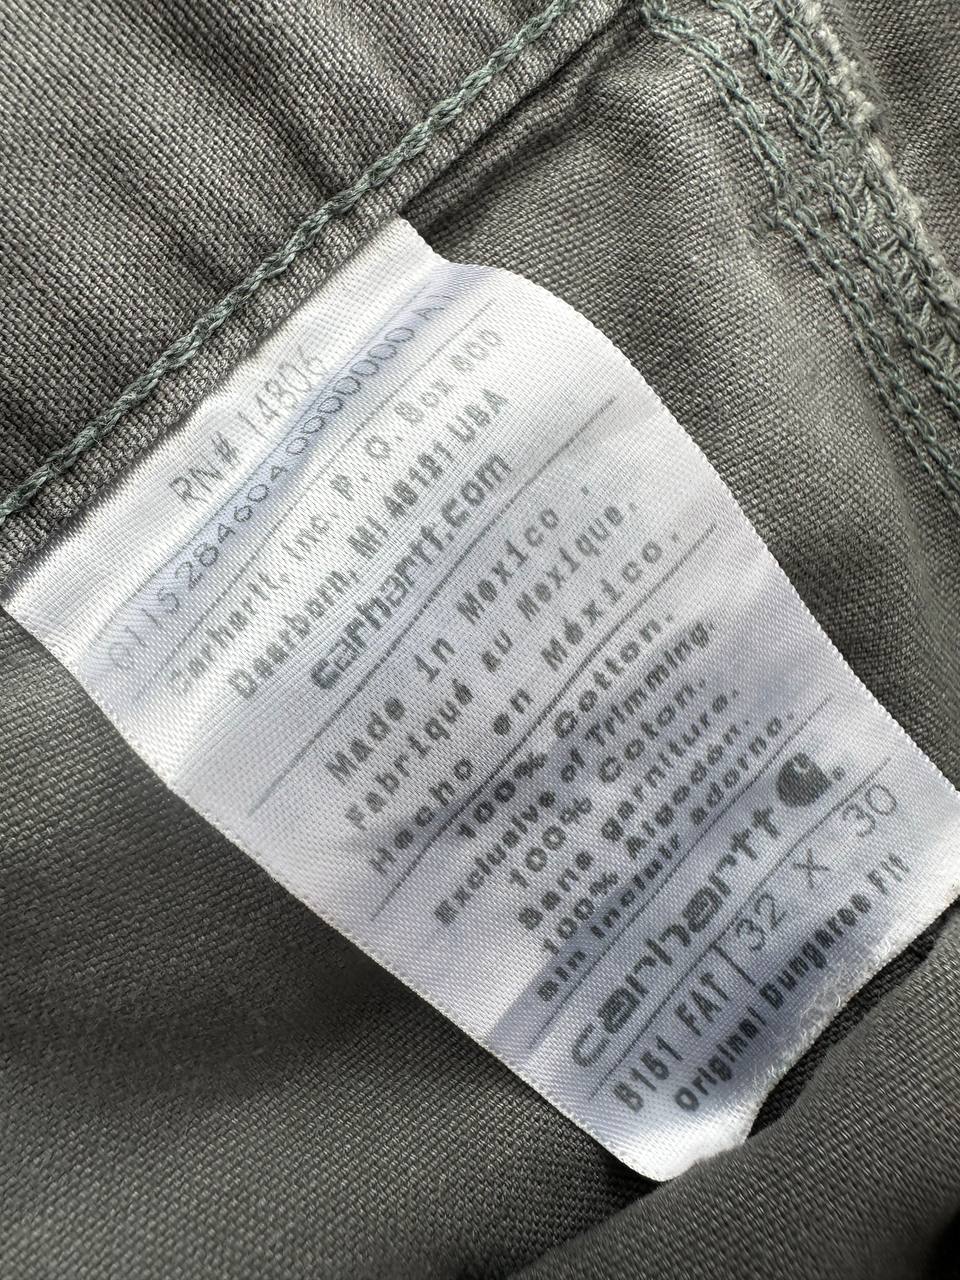 RN# 14806
2846040000000
Carhartt, Inc. P.O. Box 600
Dearborn, MI 48121 USA
carhartt.com
Made in Mexico.
Fabriqué au Mexique.
Hecho en México.
100% Cotton.
Exclusive of Trimming.
100% Coton.
Sans garniture.
100% Algodón.
sin incluir adorno.
carhartt
B151 FAT 32 X 30
Original Dungaree Fit